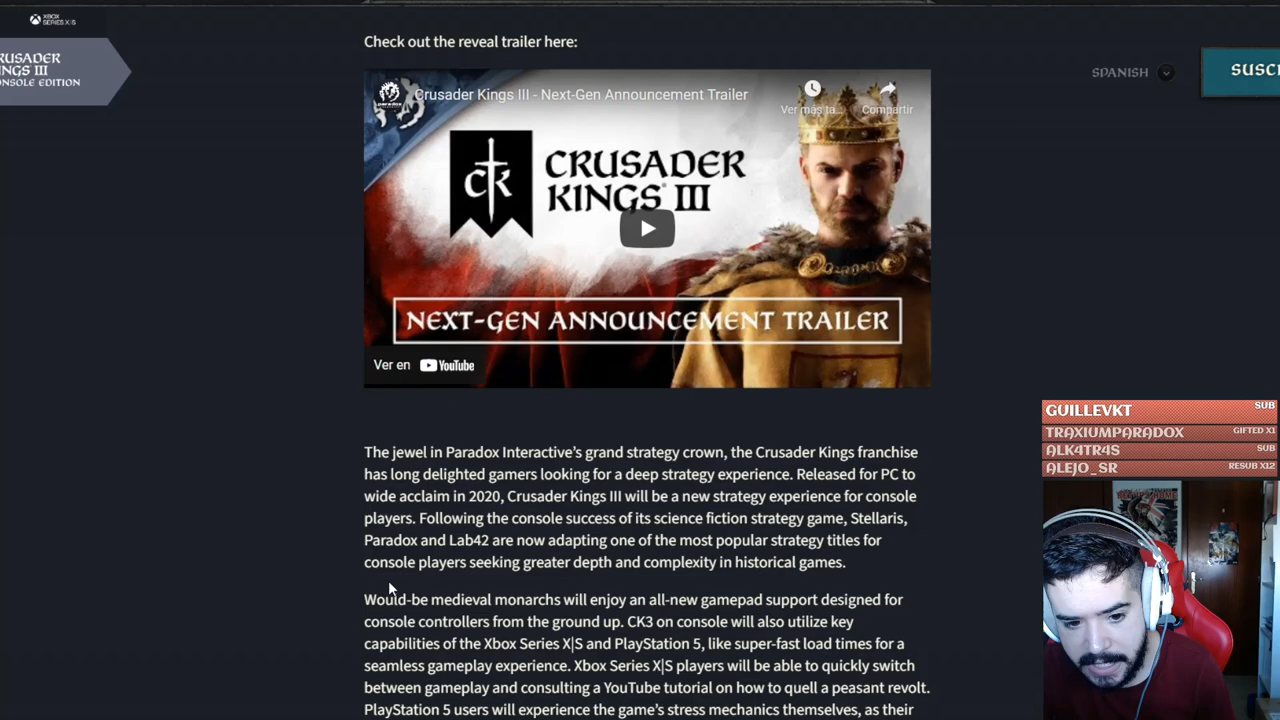 XBOX
SERIES X|S
RUSADER
KINGS III
ONSOLE EDITION
Check out the reveal trailer here:
SPANISH
SUSC
Crusader Kings III - Next-Gen Announcement Trailer
Ver más ta...
Compartir
CK
CRUSADER
KINGS III
NEXT-GEN ANNOUNCEMENT TRAILER
Ver en YouTube
The jewel in Paradox Interactive's grand strategy crown, the Crusader Kings franchise
has long delighted gamers looking for a deep strategy experience. Released for PC to
wide acclaim in 2020, Crusader Kings III will be a new strategy experience for console
players. Following the console success of its science fiction strategy game, Stellaris,
Paradox and Lab42 are now adapting one of the most popular strategy titles for
console players seeking greater depth and complexity in historical games.
Would-be medieval monarchs will enjoy an all-new gamepad support designed for
console controllers from the ground up. CK3 on console will also utilize key
capabilities of the Xbox Series X|S and PlayStation 5, like super-fast load times for a
seamless gameplay experience. Xbox Series X|S players will be able to quickly switch
between gameplay and consulting a YouTube tutorial on how to quell a peasant revolt.
PlayStation 5 users will experience the game's stress mechanics themselves, as their
GUILLEVKT SUB
TRAXIUMPARADOX GIFTED X1
ALK4TR4S SUB
ALEJO_SR RESUB X12